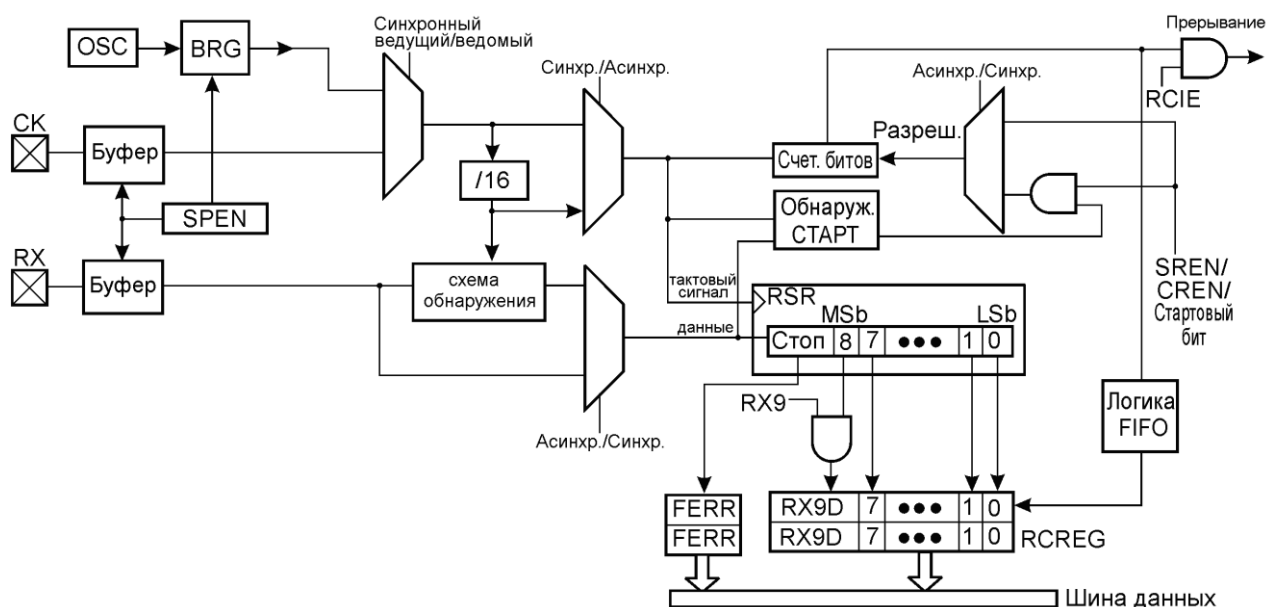 Синхронный
ведущий/ведомый
Прерывание
OSC
BRG
Синхр./Асинхр.
Асинхр./Синхр.
RCIE
CK
Буфер
Разреш.
Счет. битов
/16
SPEN
Обнаруж.
СТАРТ
RX
Буфер
схема
обнаружения
тактовый
сигнал
SREN/
CREN/
Стартовый
бит
RSR
MSb
LSb
данные
Стоп 8 7 ●●● 1 0
RX9
Логика
FIFO
Асинхр./Синхр.
FERR
RX9D 7 ●●● 1 0
FERR
RX9D 7 ●●● 1 0
RCREG
Шина данных